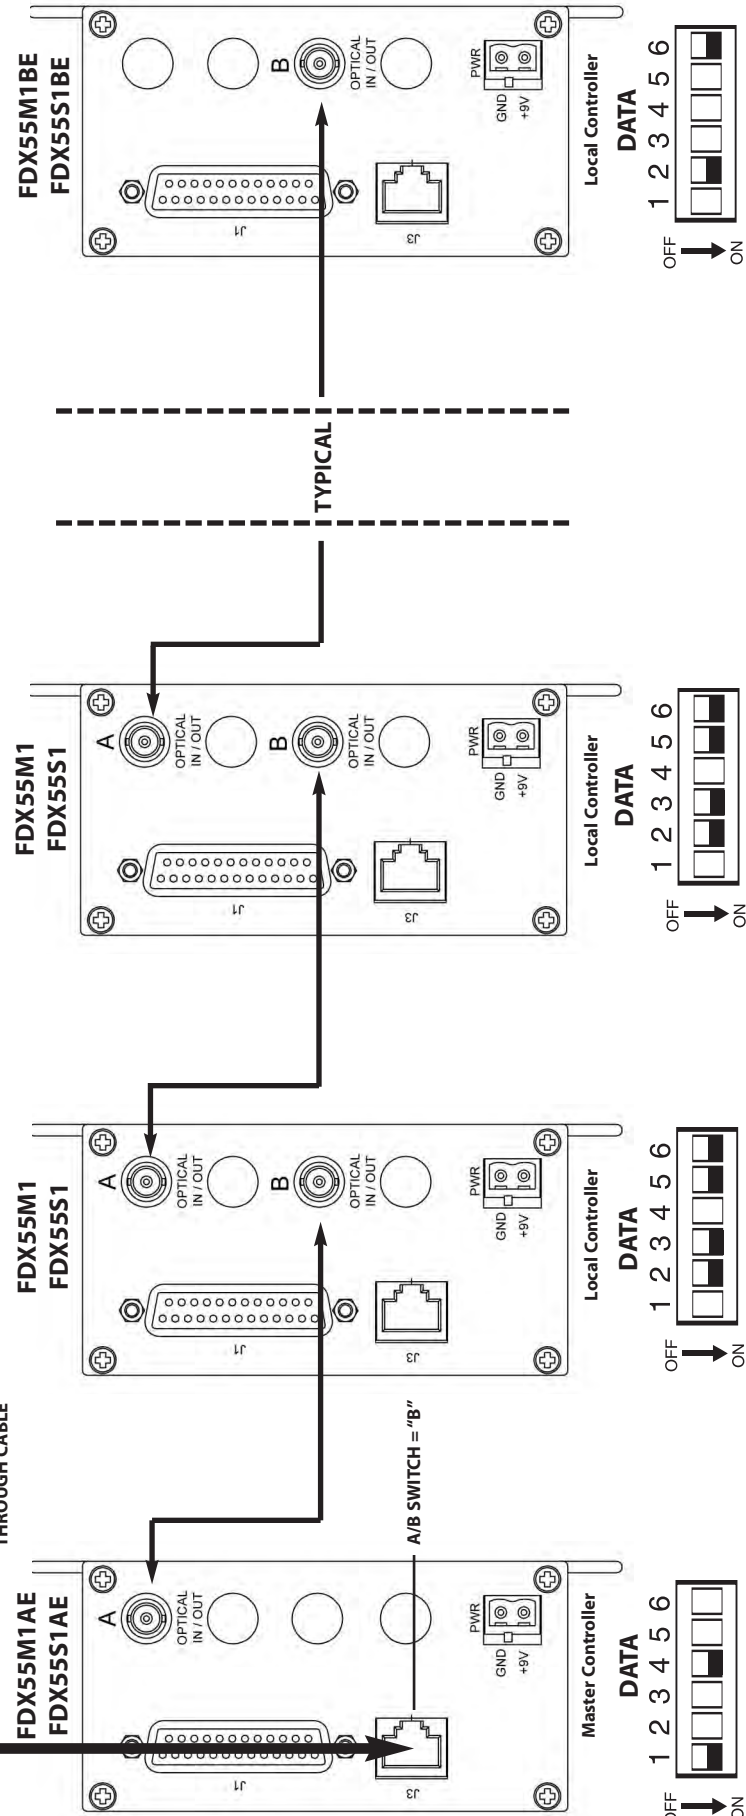 FDX55M1BE
FDX55S1BE
B
OPTICAL
IN / OUT
PWR
GND
+9V
J1
J3
Local Controller
DATA
1 2 3 4 5 6
OFF
ON
TYPICAL
FDX55M1
FDX55S1
A
OPTICAL
IN / OUT
B
OPTICAL
IN / OUT
PWR
GND
+9V
J1
J3
Local Controller
DATA
1 2 3 4 5 6
OFF
ON
FDX55M1
FDX55S1
A
OPTICAL
IN / OUT
B
OPTICAL
IN / OUT
PWR
GND
+9V
J1
J3
Local Controller
DATA
1 2 3 4 5 6
OFF
ON
THROUGH CABLE
FDX55M1AE
FDX55S1AE
A
OPTICAL
IN / OUT
PWR
GND
+9V
J1
J3
A/B SWITCH = “B”
Master Controller
DATA
1 2 3 4 5 6
OFF
ON